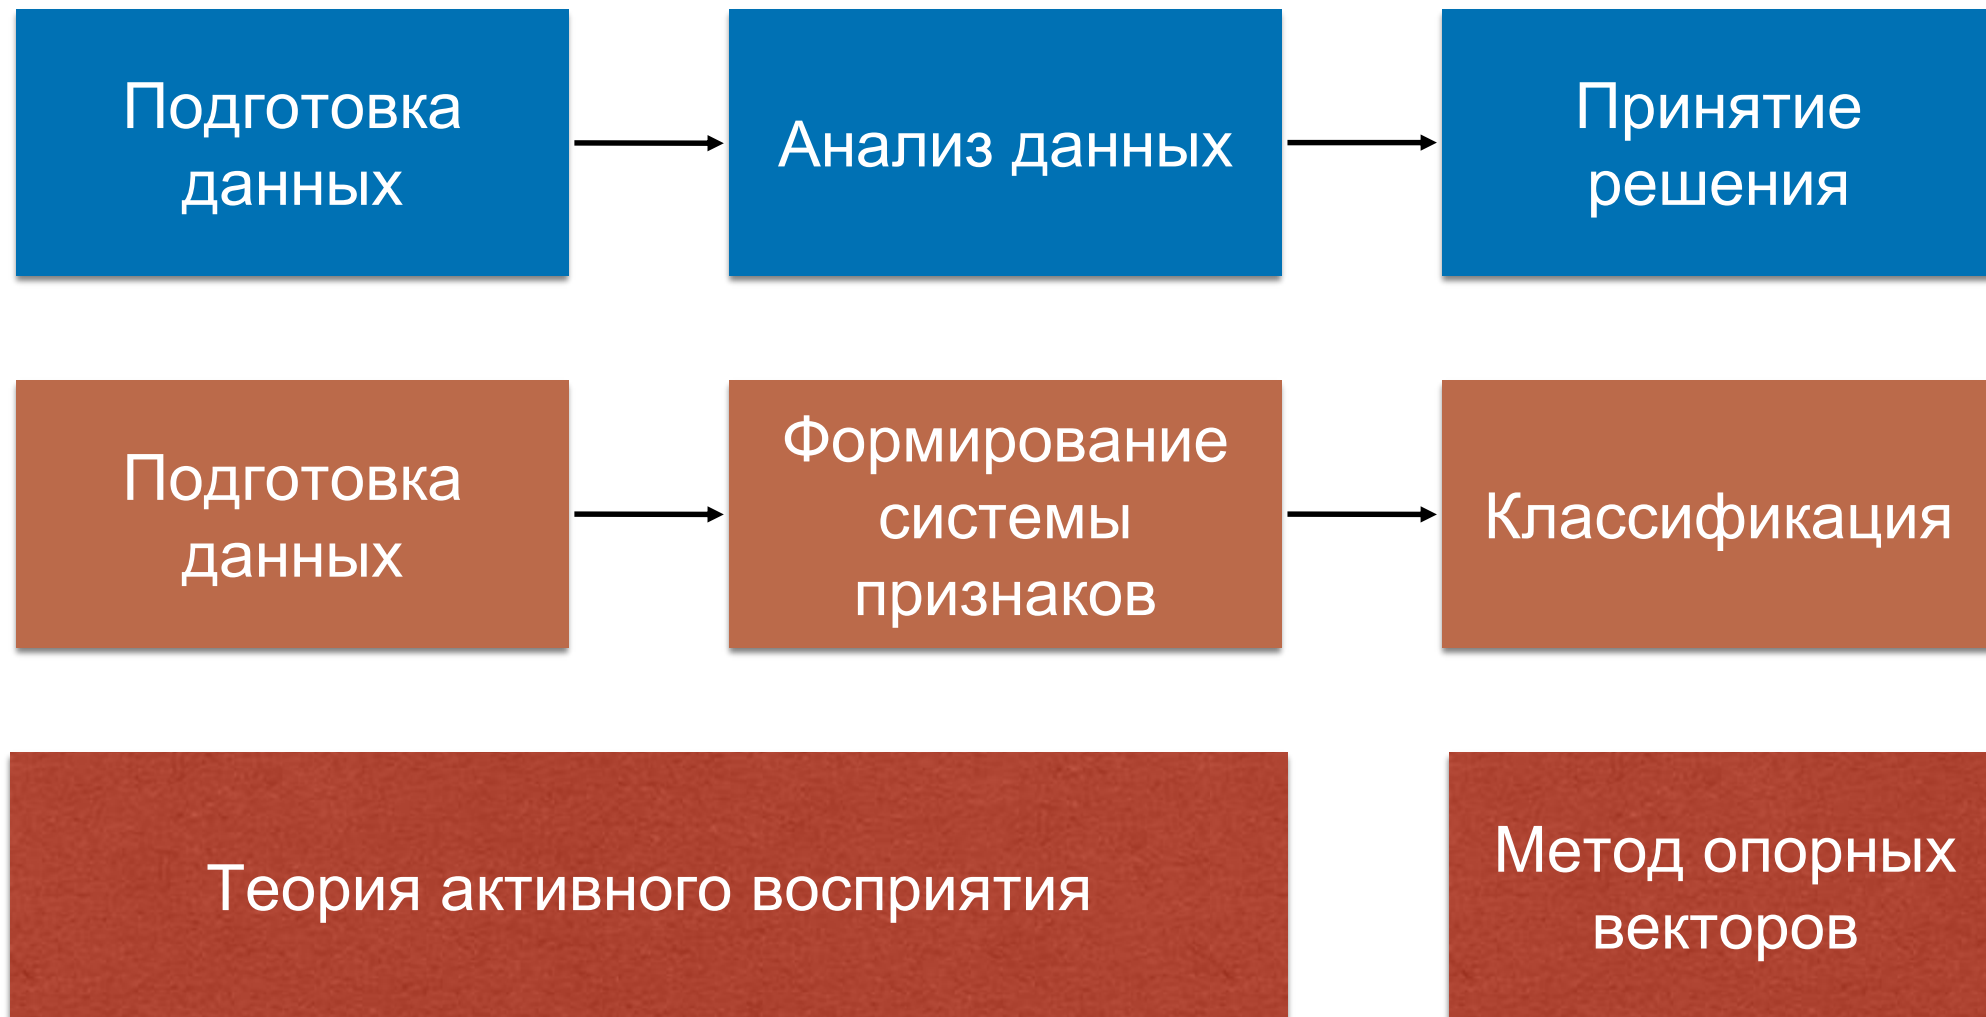 Подготовка
данных
Анализ данных
Принятие
решения
Подготовка
данных
Формирование
системы
признаков
Классификация
Теория активного восприятия
Метод опорных
векторов